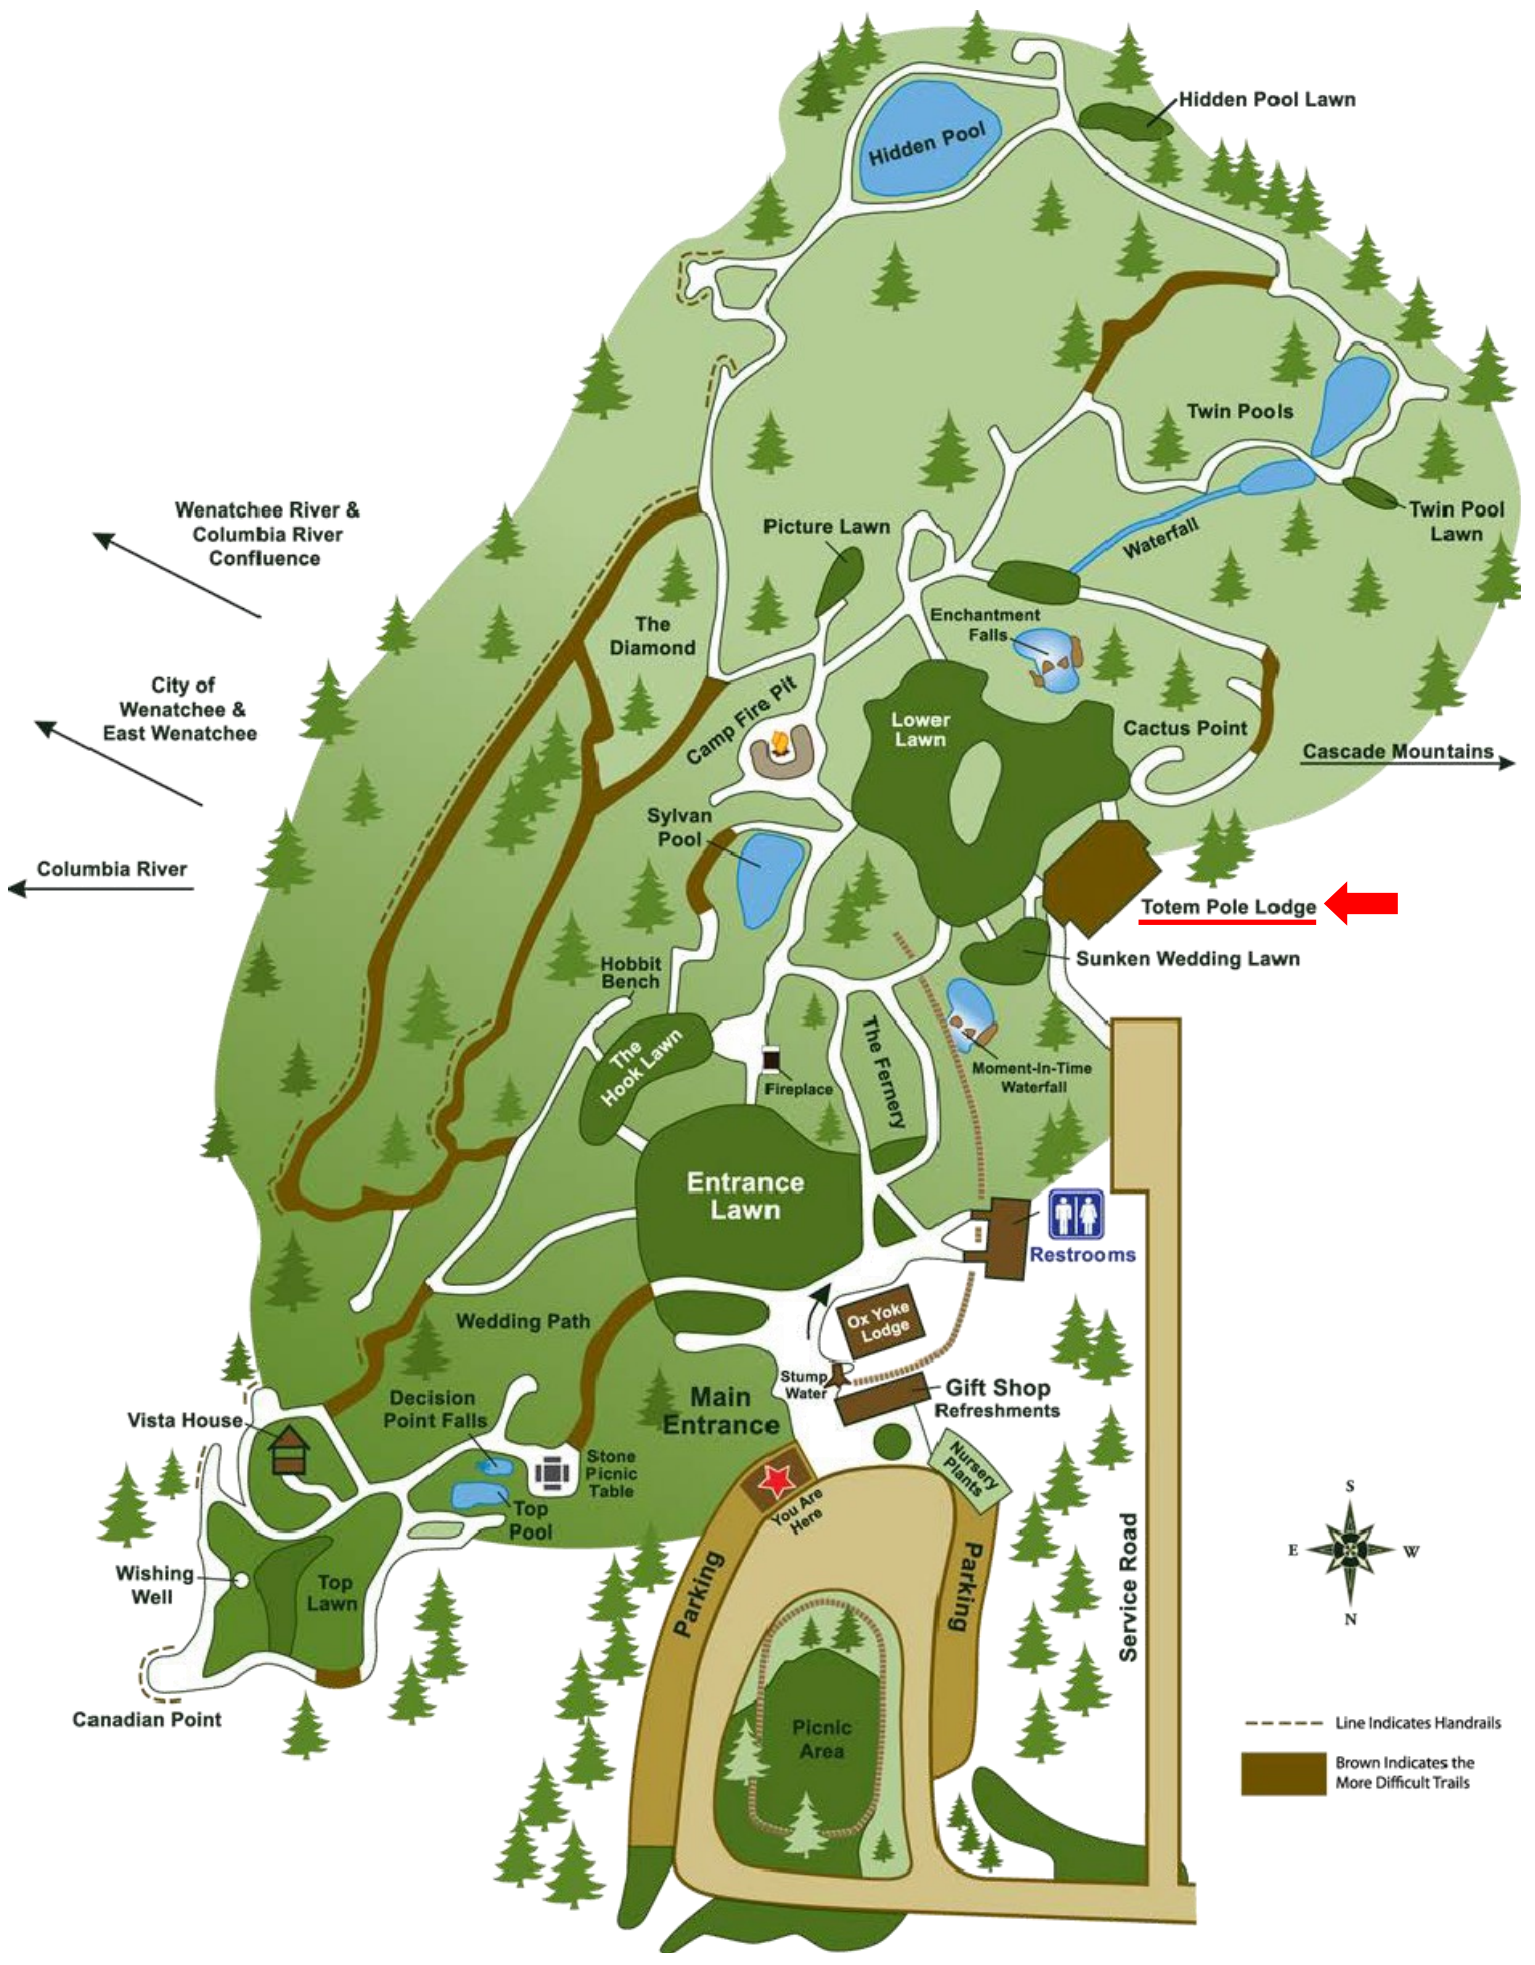 Hidden Pool Lawn
Hidden Pool
Twin Pools
Wenatchee River &
Columbia River
Confluence
Picture Lawn
Twin Pool
Lawn
Waterfall
The
Diamond
Enchantment
Falls
City of
Wenatchee &
East Wenatchee
Camp Fire Pit
Lower
Lawn
Cactus Point
Cascade Mountains
Sylvan
Pool
Columbia River
Totem Pole Lodge
Hobbit
Bench
Sunken Wedding Lawn
The
Hook Lawn
The Fernery
Fireplace
Moment-In-Time
Waterfall
Entrance
Lawn
Restrooms
Wedding Path
Ox Yoke
Lodge
Stump
Water
Gift Shop
Refreshments
Main
Entrance
Decision
Point Falls
Vista House
Stone
Picnic
Table
Nursery
Plants
You Are
Here
Top
Pool
Wishing
Well
Top
Lawn
Parking
Parking
Service Road
S
E
W
N
Canadian Point
Picnic
Area
Line Indicates Handrails
Brown Indicates the
More Difficult Trails